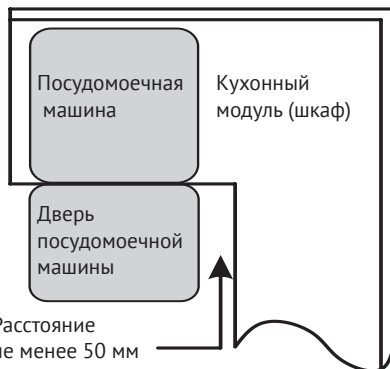 Посудомоечная
машина
Кухонный
модуль (шкаф)
Дверь
посудомоечной
машины
Расстояние
не менее 50 мм